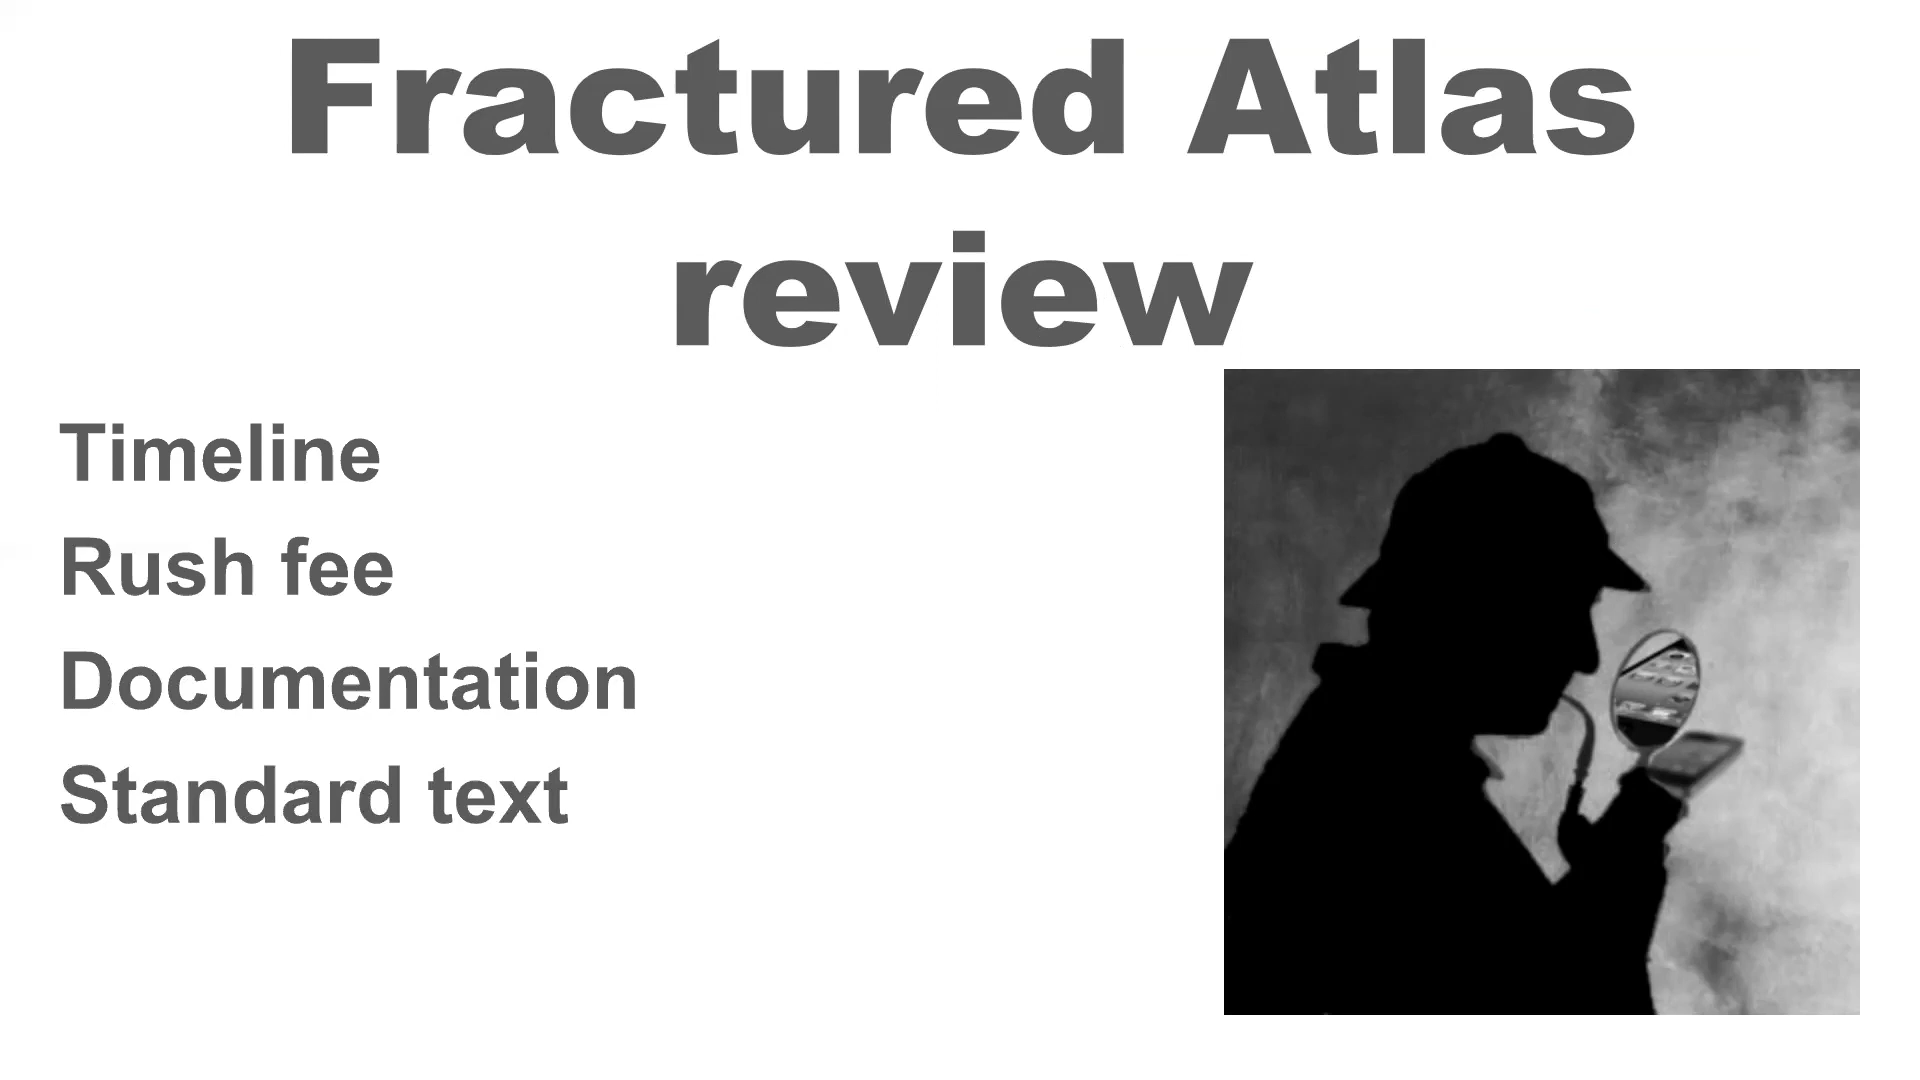 Fractured Atlas
review
Timeline
Rush fee
Documentation
Standard text